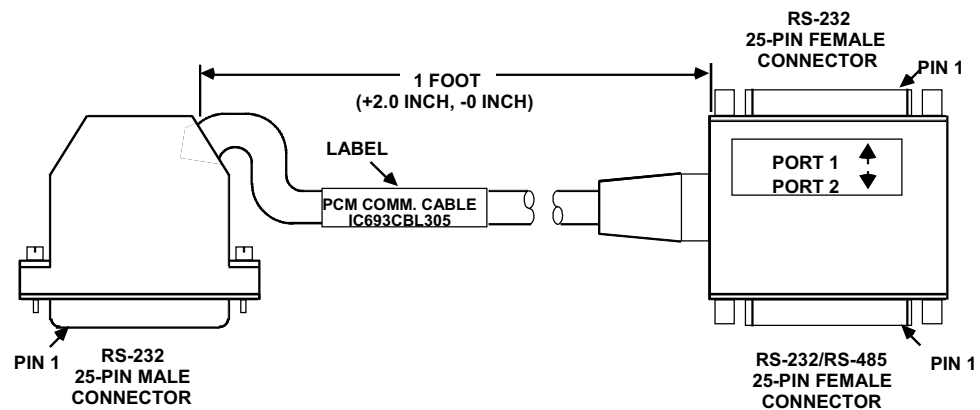 RS-232
25-PIN FEMALE
CONNECTOR
PIN 1
1 FOOT
(+2.0 INCH, -0 INCH)
LABEL
PORT 1
PORT 2
PCM COMM. CABLE
IC693CBL305
PIN 1
RS-232
25-PIN MALE
CONNECTOR
RS-232/RS-485
25-PIN FEMALE
CONNECTOR
PIN 1